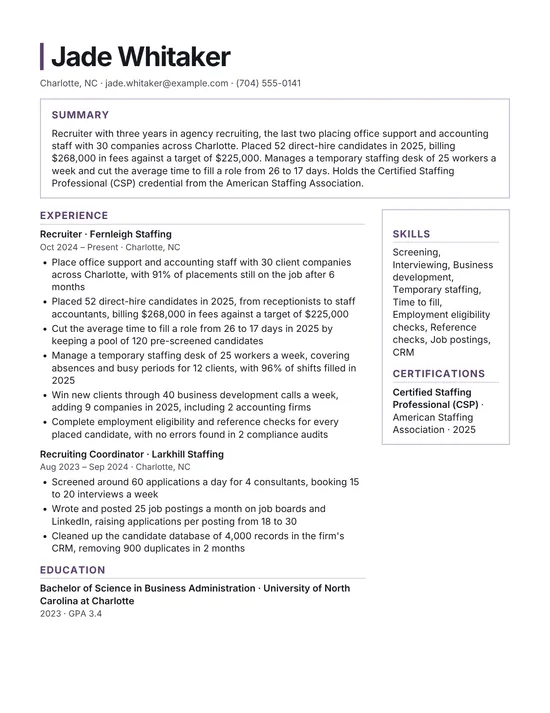 Jade Whitaker
Charlotte, NC · jade.whitaker@example.com · (704) 555-0141
SUMMARY
Recruiter with three years in agency recruiting, the last two placing office support and accounting
staff with 30 companies across Charlotte. Placed 52 direct-hire candidates in 2025, billing
$268,000 in fees against a target of $225,000. Manages a temporary staffing desk of 25 workers a
week and cut the average time to fill a role from 26 to 17 days. Holds the Certified Staffing
Professional (CSP) credential from the American Staffing Association.
EXPERIENCE
Recruiter · Fernleigh Staffing
Oct 2024 – Present · Charlotte, NC
• Place office support and accounting staff with 30 client companies
across Charlotte, with 91% of placements still on the job after 6
months
• Placed 52 direct-hire candidates in 2025, from receptionists to staff
accountants, billing $268,000 in fees against a target of $225,000
• Cut the average time to fill a role from 26 to 17 days in 2025 by
keeping a pool of 120 pre-screened candidates
• Manage a temporary staffing desk of 25 workers a week, covering
absences and busy periods for 12 clients, with 96% of shifts filled in
2025
• Win new clients through 40 business development calls a week,
adding 9 companies in 2025, including 2 accounting firms
• Complete employment eligibility and reference checks for every
placed candidate, with no errors found in 2 compliance audits
Recruiting Coordinator · Larkhill Staffing
Aug 2023 – Sep 2024 · Charlotte, NC
• Screened around 60 applications a day for 4 consultants, booking 15
to 20 interviews a week
• Wrote and posted 25 job postings a month on job boards and
LinkedIn, raising applications per posting from 18 to 30
• Cleaned up the candidate database of 4,000 records in the firm's
CRM, removing 900 duplicates in 2 months
EDUCATION
Bachelor of Science in Business Administration · University of North
Carolina at Charlotte
2023 · GPA 3.4
SKILLS
Screening,
Interviewing, Business
development,
Temporary staffing,
Time to fill,
Employment eligibility
checks, Reference
checks, Job postings,
CRM
CERTIFICATIONS
Certified Staffing
Professional (CSP) ·
American Staffing
Association · 2025